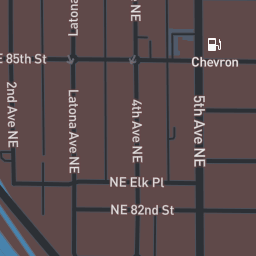 Latona
e NE
E 85th St
Chevron
2nd Ave NE
Latona Ave NE
4th Ave NE
5th Ave NE
NE Elk Pl
NE 82nd St